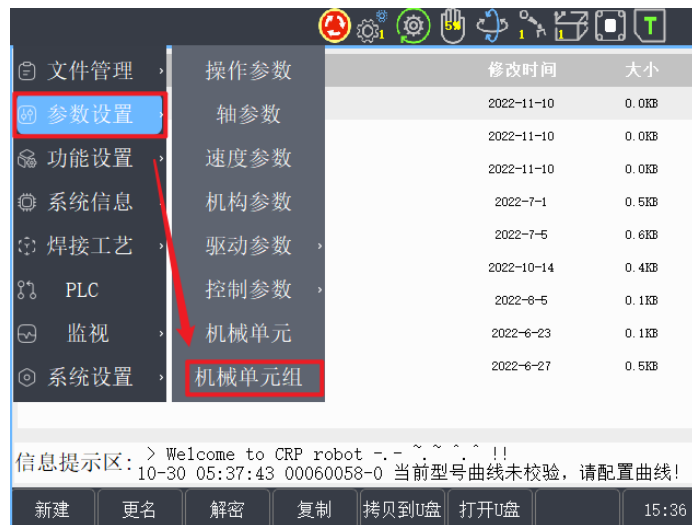 1 5% 1 1 T
修改时间 大小
文件管理 操作参数
2022-11-10 0.0KB
参数设置 轴参数
2022-11-10 0.0KB
功能设置 速度参数
2022-11-10 0.0KB
系统信息 机构参数
2022-7-1 0.5KB
焊接工艺 驱动参数
2022-7-5 0.6KB
2022-10-14 0.4KB
PLC 控制参数
2022-8-5 0.1KB
监视 机械单元
2022-6-23 0.1KB
系统设置 机械单元组
2022-6-27 0.5KB
信息提示区: > Welcome to CRP robot -.- ~.~ ^.^ !!
10-30 05:37:43 00060058-0 当前型号曲线未校验，请配置曲线!
新建 更名 解密 复制 拷贝到U盘 打开U盘 15:36